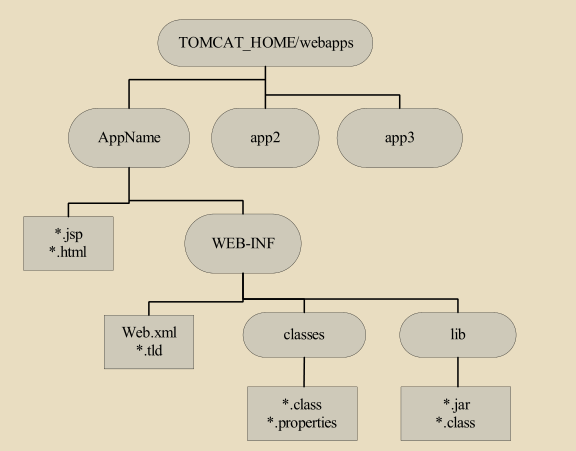 TOMCAT_HOME/webapps
AppName
app2
app3
*.jsp
*.html
WEB-INF
Web.xml
*.tld
classes
lib
*.class
*.properties
*.jar
*.class